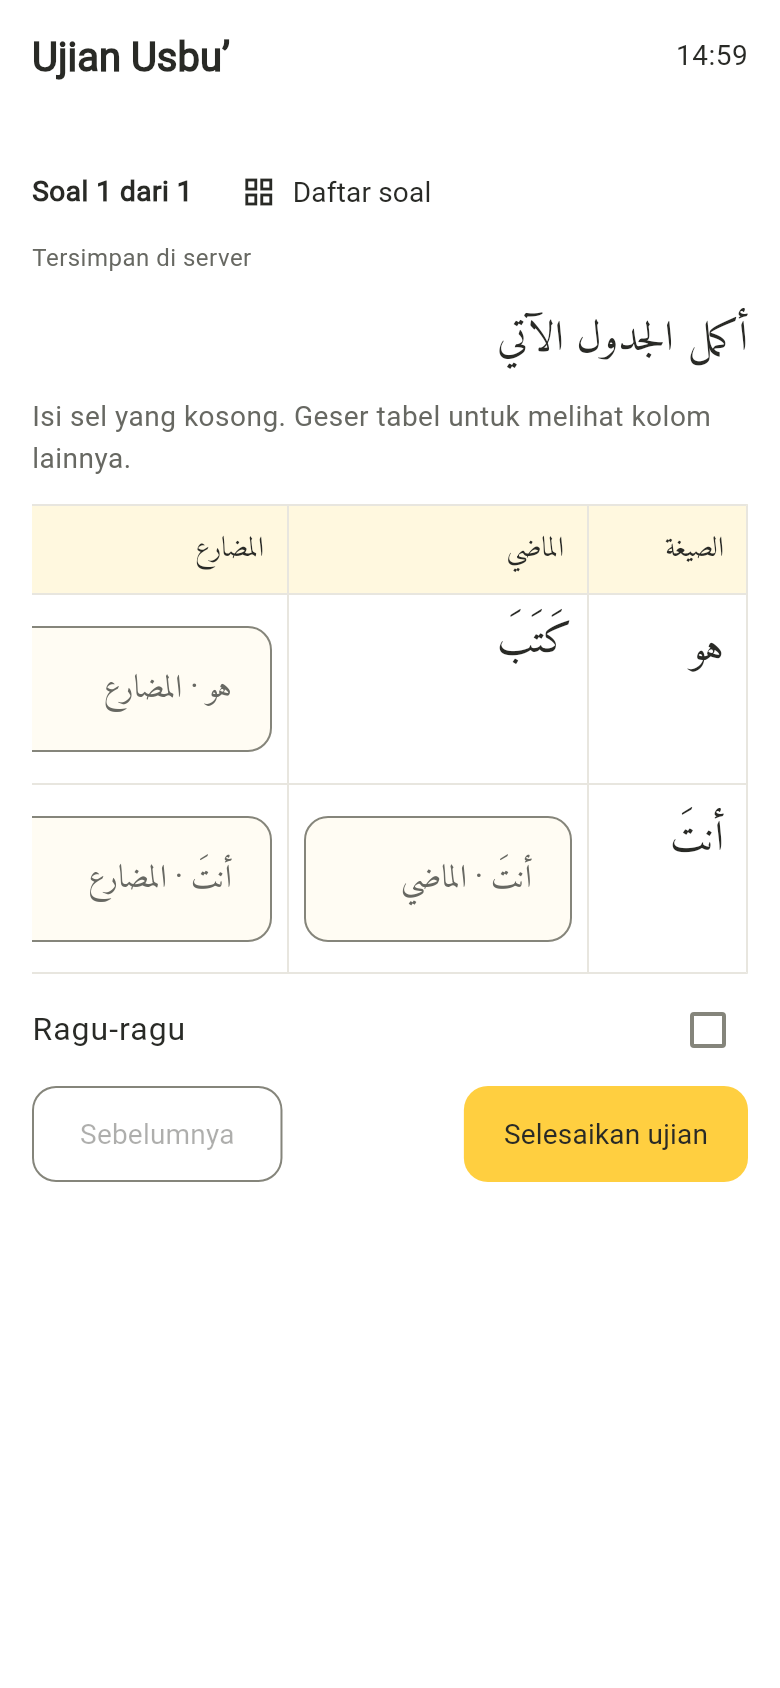 Ujian Usbu’
14:59
Soal 1 dari 1
Daftar soal
Tersimpan di server
أكمل الجدول الآتي
Isi sel yang kosong. Geser tabel untuk melihat kolom
lainnya.
الصيغة الماضي المضارع
هو كَتَبَ هو · المضارع
أنتَ أنتَ · الماضي أنتَ · المضارع
Ragu-ragu
Sebelumnya
Selesaikan ujian